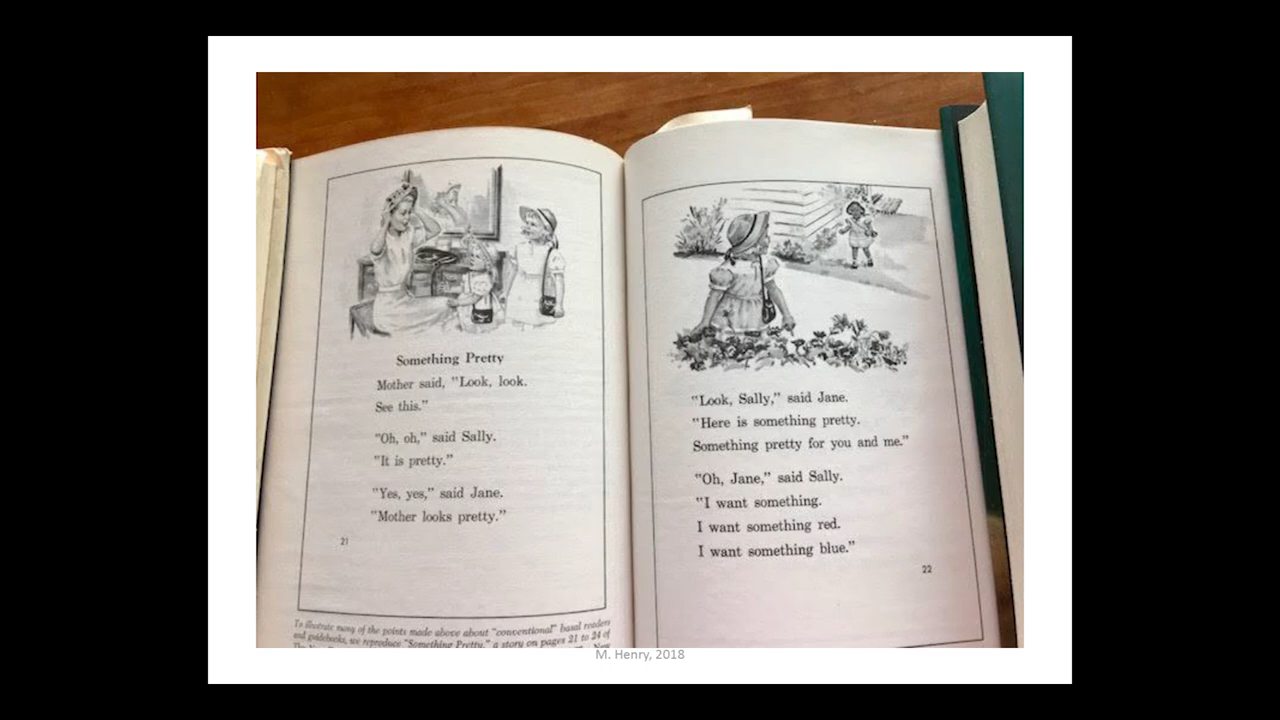 Something Pretty
Mother said, "Look, look.
See this."
"Oh, oh," said Sally.
"It is pretty."
"Yes, yes," said Jane.
"Mother looks pretty."
21
To illustrate many of the points made above about "conventional" basal readers
and guidebooks, we reproduce "Something Pretty," a story on pages 21 to 24 of
"Look, Sally," said Jane.
"Here is something pretty.
Something pretty for you and me."
"Oh, Jane," said Sally.
"I want something.
I want something red.
I want something blue."
22
M. Henry, 2018